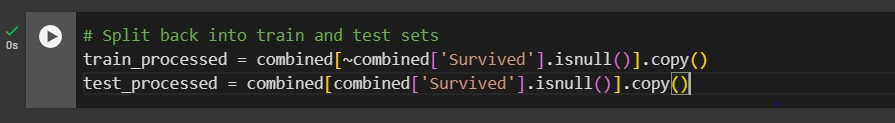 # Split back into train and test sets
train_processed = combined[~combined['Survived'].isnull()].copy()
test_processed = combined[combined['Survived'].isnull()].copy()
0s